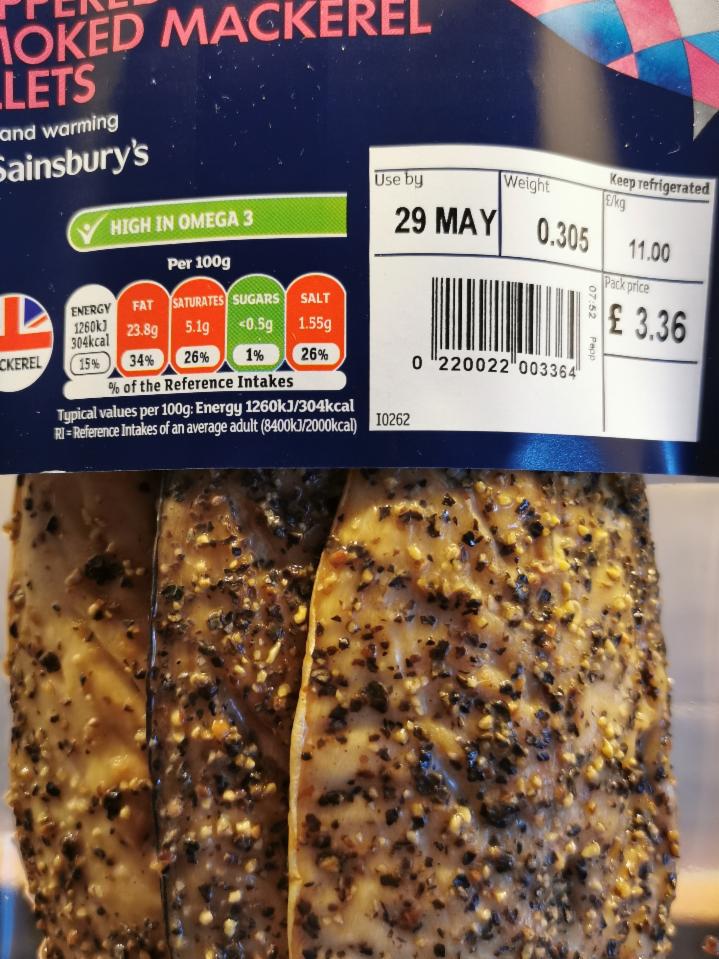 MACKEREL
and warming
Sainsbury's
HIGH IN OMEGA 3
Per 100g
ENERGY
1260kJ
304kcal
15%
FAT
23.8g
34%
SATURATES
5.1g
26%
SUGARS
<0.5g
1%
SALT
1.55g
26%
% of the Reference Intakes
Typical values per 100g: Energy 1260kJ/304kcal
RI = Reference Intakes of an average adult (8400kJ/2000kcal)
Use by
29 MAY
Weight
0.305
Keep refrigerated
£/kg
11.00
Pack price
£ 3.36
07:52 Pepp
0 220022 003364
I0262